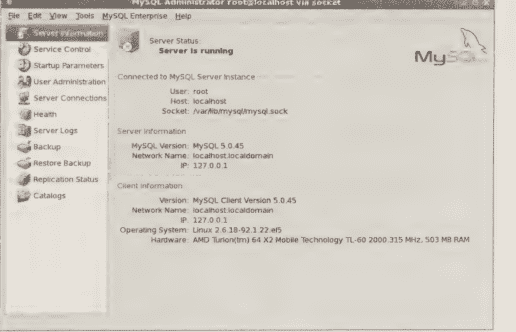 MySQL Administrator root@localhost via socket
File Edit View Tools MySQL Enterprise Help
Server Information
Service Control
Startup Parameters
User Administration
Server Connections
Health
Server Logs
Backup
Restore Backup
Replication Status
Catalogs
Server Status:
Server is running
MySQL
Connected to MySQL Server Instance
User: root
Host: localhost
Socket: /var/lib/mysql/mysql.sock
Server Information
MySQL Version: MySQL 5.0.45
Network Name: localhost.localdomain
IP: 127.0.0.1
Client Information
Version: MySQL Client Version 5.0.45
Network Name: localhost.localdomain
IP: 127.0.0.1
Operating System: Linux 2.6.18-92.1.22.el5
Hardware: AMD Turion(tm) 64 X2 Mobile Technology TL-60 2000.315 MHz, 503 MB RAM